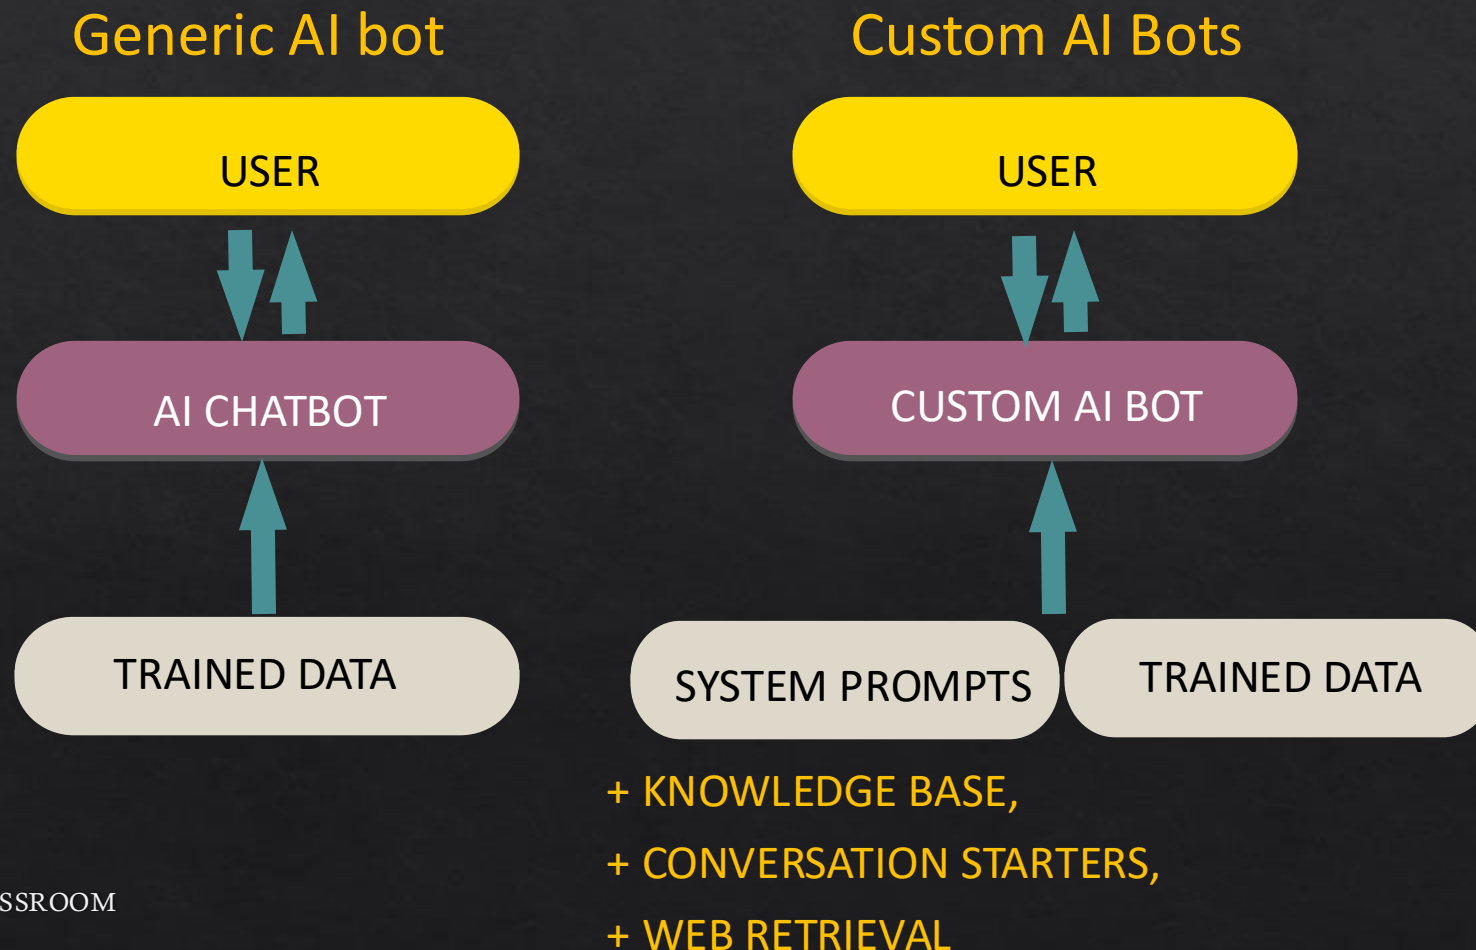 Generic AI bot
USER
AI CHATBOT
TRAINED DATA
Custom AI Bots
USER
CUSTOM AI BOT
SYSTEM PROMPTS
TRAINED DATA
+ KNOWLEDGE BASE,
+ CONVERSATION STARTERS,
+ WEB RETRIEVAL
SSROOM